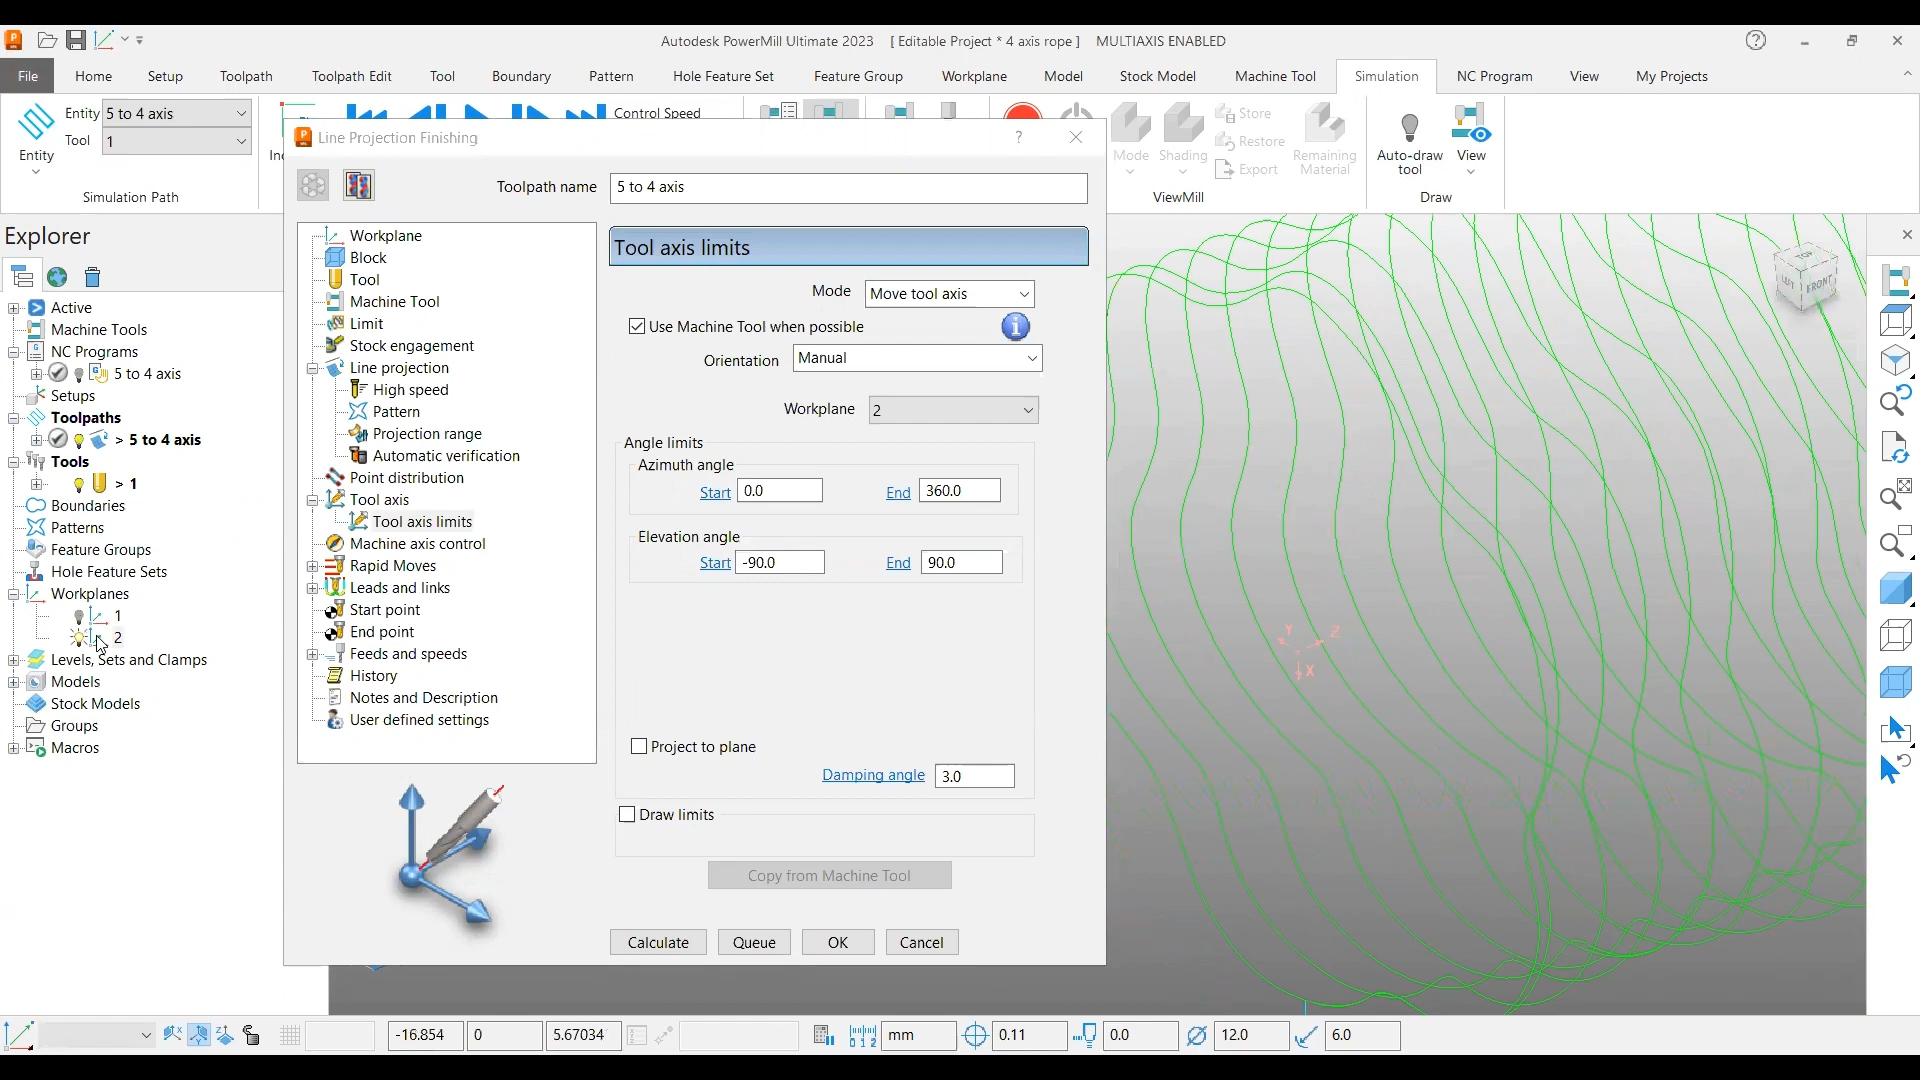 Autodesk PowerMill Ultimate 2023 [ Editable Project * 4 axis rope ] MULTIAXIS ENABLED
File Home Setup Toolpath Toolpath Edit Tool Boundary Pattern Hole Feature Set Feature Group Workplane Model Stock Model Machine Tool Simulation NC Program View My Projects
Entity 5 to 4 axis
Tool 1
Entity
Simulation Path
Control Speed
Mode
Shading
Store
Restore
Export
Remaining
Material
ViewMill
Auto-draw
tool
View
Draw
Line Projection Finishing
Toolpath name 5 to 4 axis
Explorer
Active
Machine Tools
NC Programs
5 to 4 axis
Setups
Toolpaths
> 5 to 4 axis
Tools
> 1
Boundaries
Patterns
Feature Groups
Hole Feature Sets
Workplanes
1
2
Levels, Sets and Clamps
Models
Stock Models
Groups
Macros
Workplane
Block
Tool
Machine Tool
Limit
Stock engagement
Line projection
High speed
Pattern
Projection range
Automatic verification
Point distribution
Tool axis
Tool axis limits
Machine axis control
Rapid Moves
Leads and links
Start point
End point
Feeds and speeds
History
Notes and Description
User defined settings
Tool axis limits
Mode Move tool axis
Use Machine Tool when possible
Orientation Manual
Workplane 2
Angle limits
Azimuth angle
Start 0.0 End 360.0
Elevation angle
Start -90.0 End 90.0
Project to plane
Damping angle 3.0
Draw limits
Copy from Machine Tool
Calculate Queue OK Cancel
TOP
FRONT
Y Z
X
-16.854 0 5.67034 mm 0.11 0.0 12.0 6.0